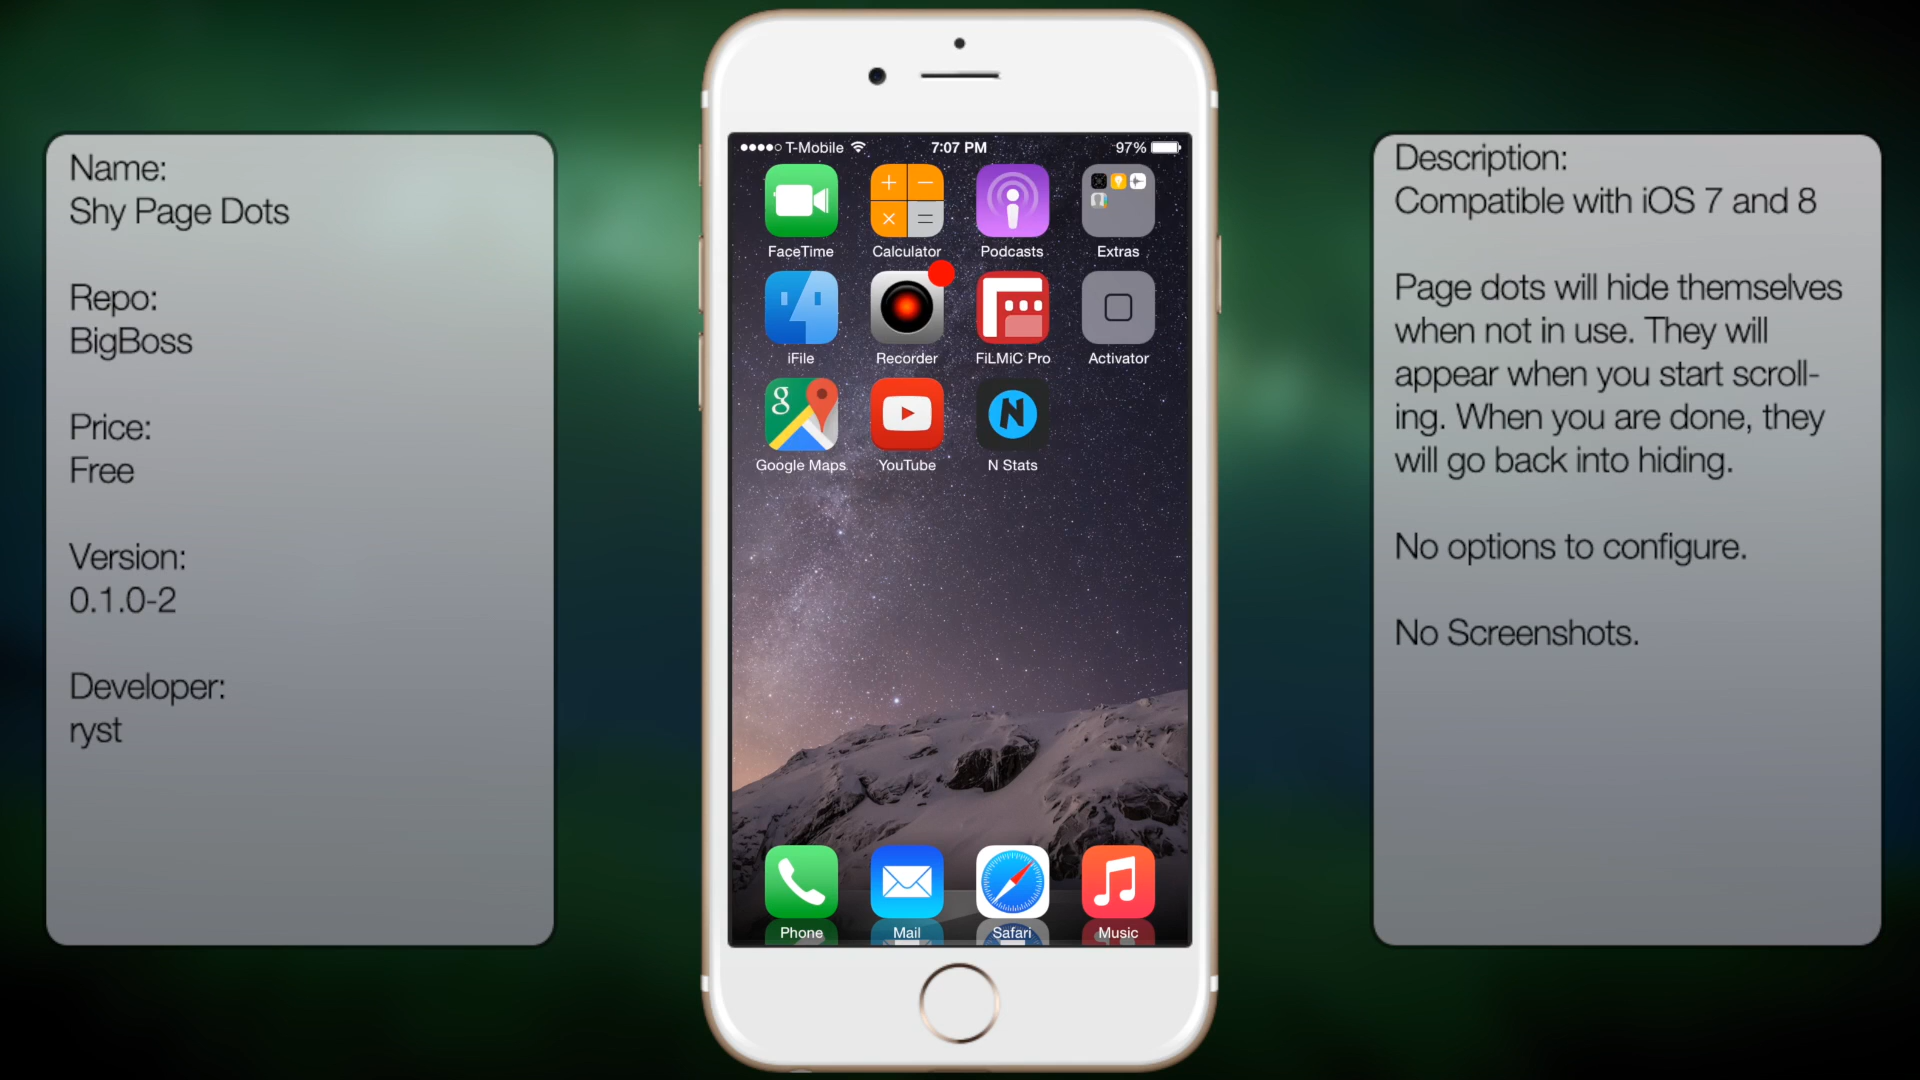 Name:
Shy Page Dots
Repo:
BigBoss
Price:
Free
Version:
0.1.0-2
Developer:
ryst
T-Mobile 7:07 PM 97%
FaceTime Calculator Podcasts Extras
iFile Recorder FiLMiC Pro Activator
g N
Google Maps YouTube N Stats
Phone Mail Safari Music
Description:
Compatible with iOS 7 and 8
Page dots will hide themselves
when not in use. They will
appear when you start scroll-
ing. When you are done, they
will go back into hiding.
No options to configure.
No Screenshots.